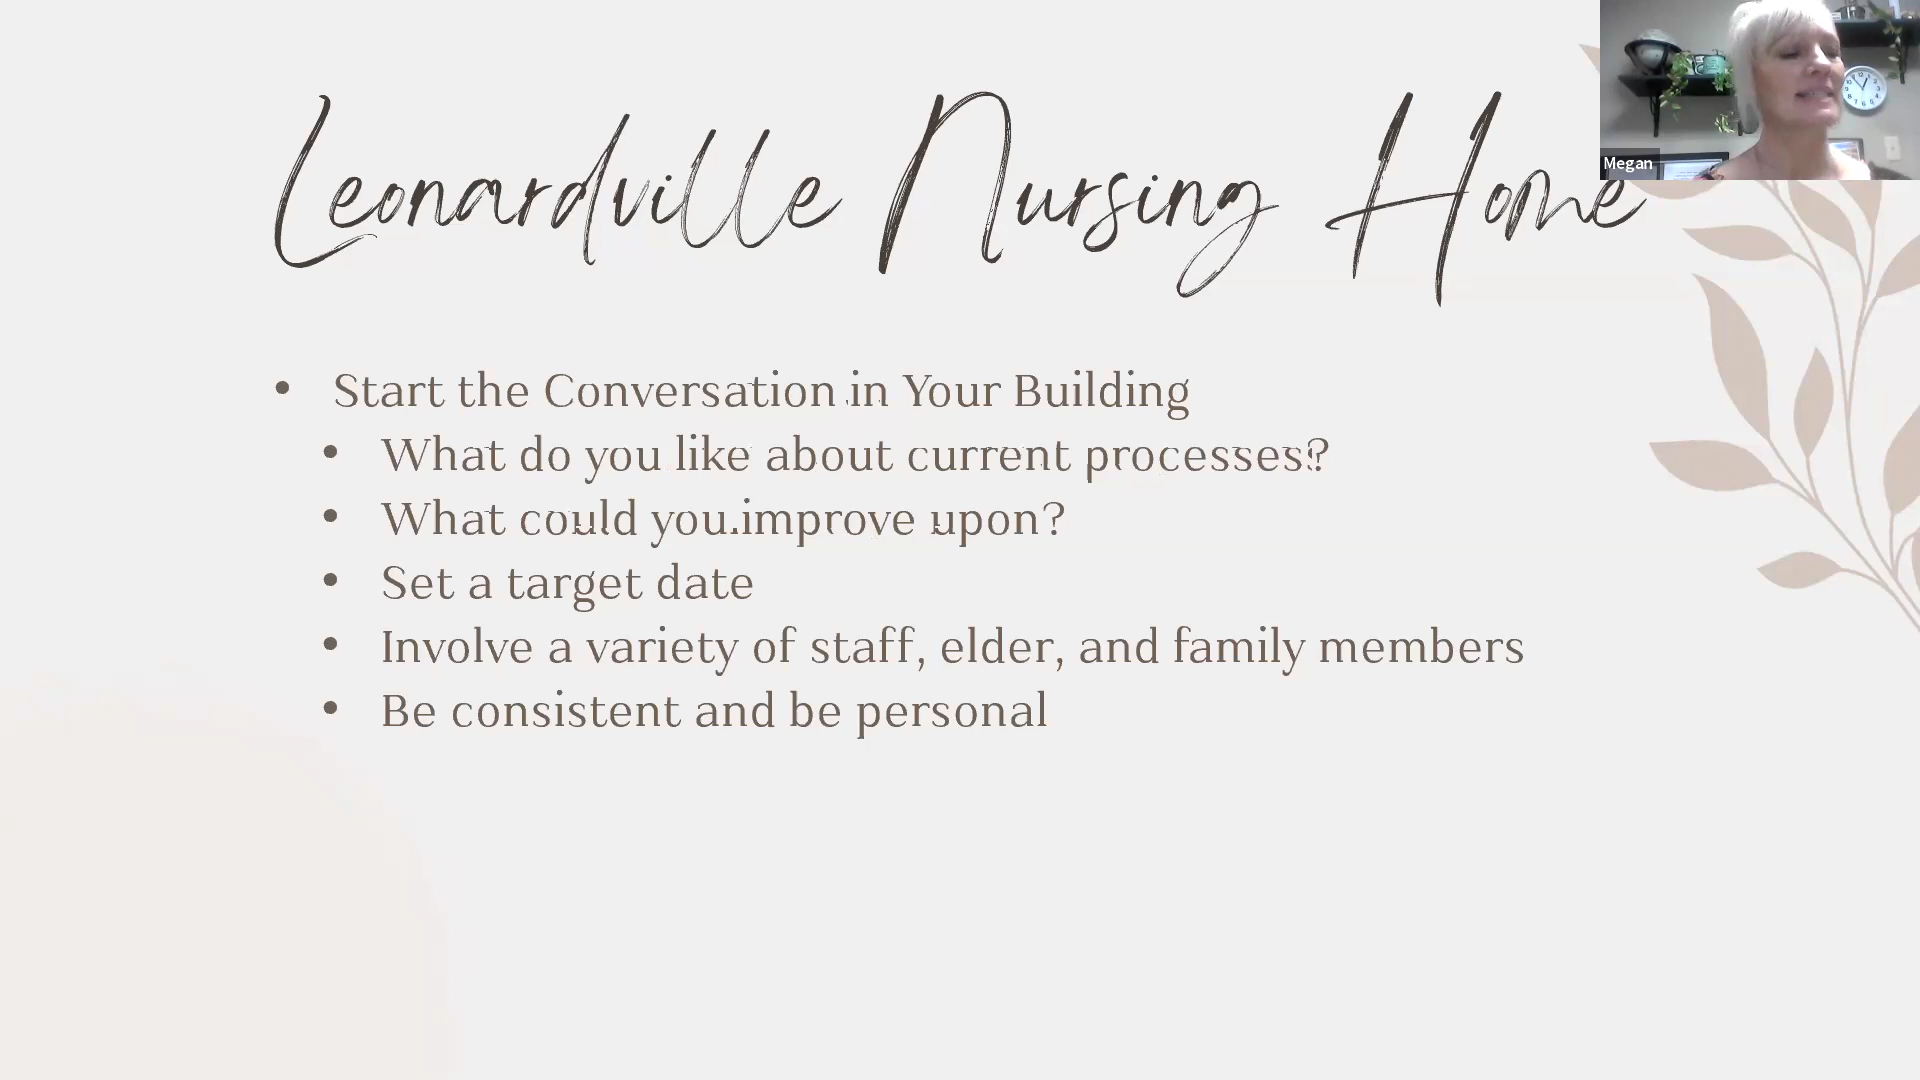 Leonardville Nursing Home
Megan
• Start the Conversation in Your Building
• What do you like about current processes?
• What could you improve upon?
• Set a target date
• Involve a variety of staff, elder, and family members
• Be consistent and be personal